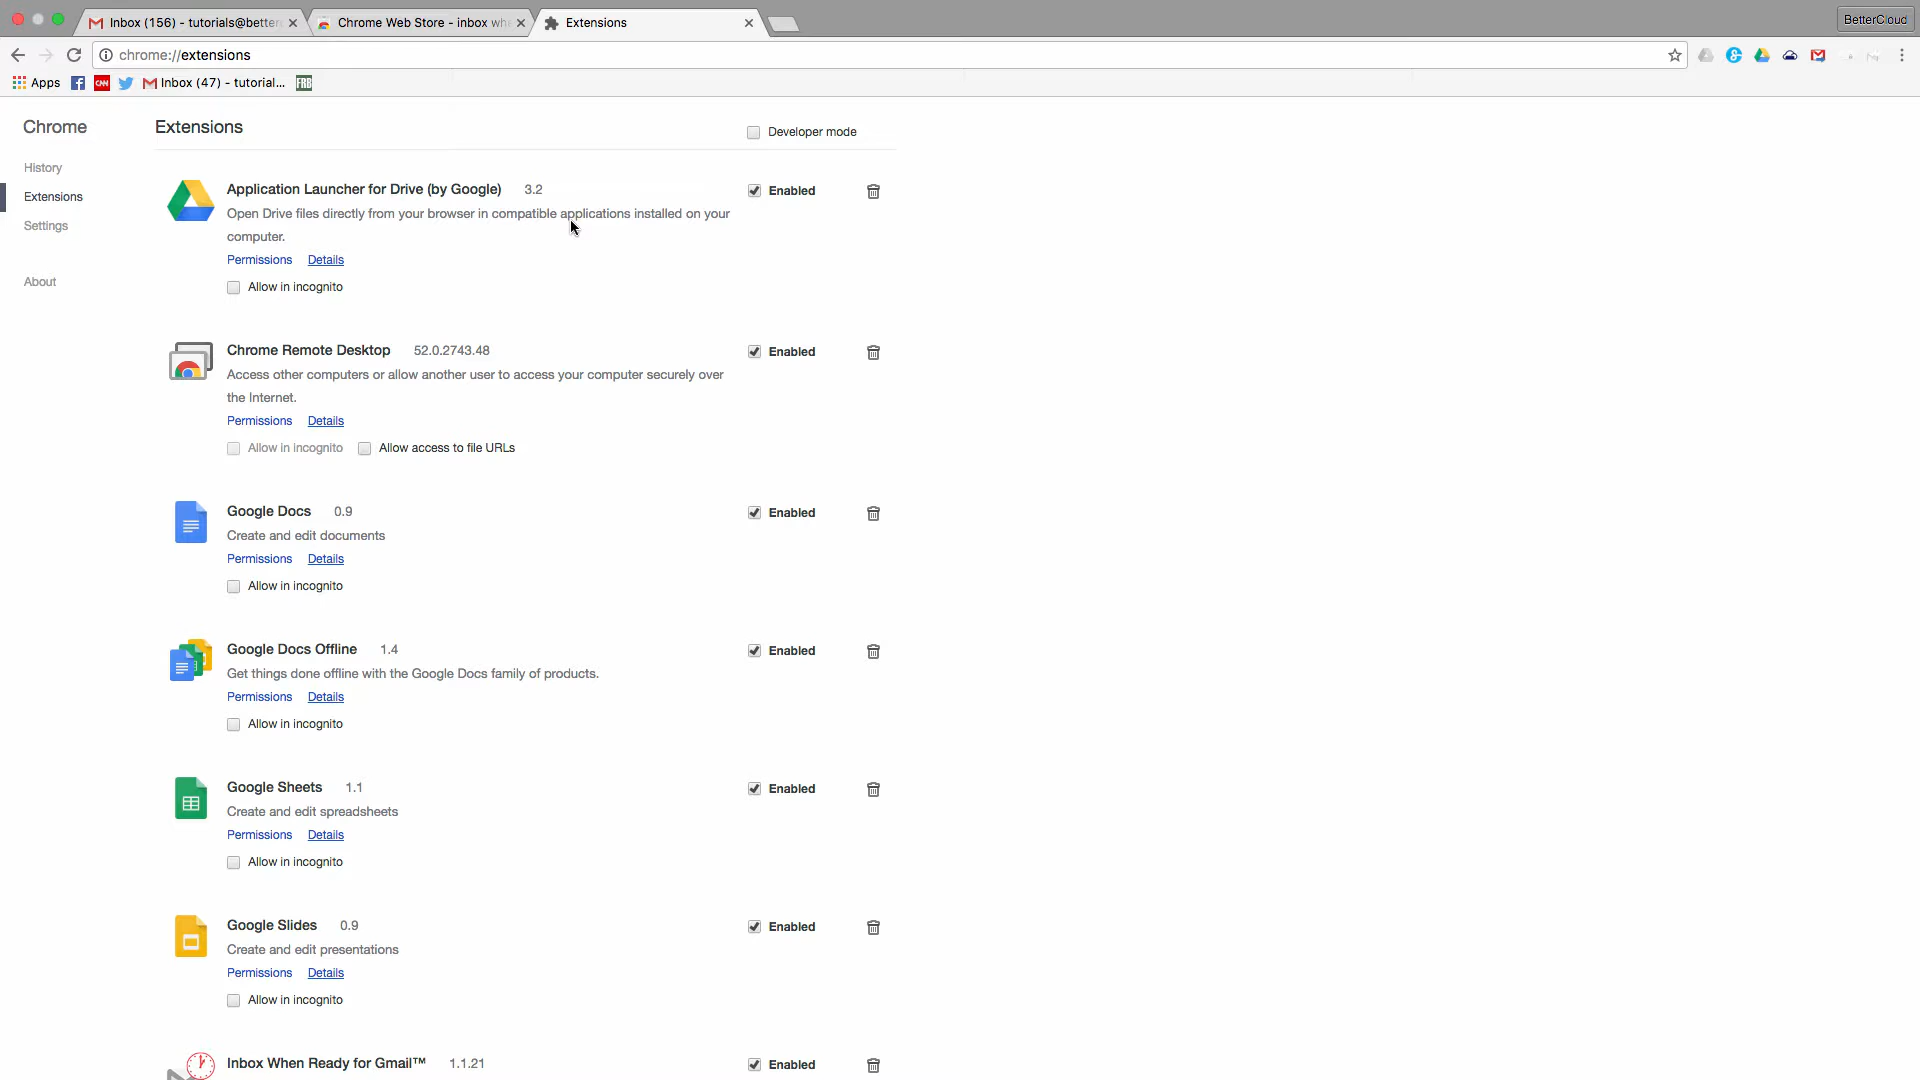 Inbox (156) - tutorials@better
Chrome Web Store - inbox whe
Extensions
BetterCloud
chrome://extensions
Apps
CNN
Inbox (47) - tutorial...
FRB
Chrome
Extensions
Developer mode
History
Extensions
Settings
About
Application Launcher for Drive (by Google) 3.2
Enabled
Open Drive files directly from your browser in compatible applications installed on your
computer.
Permissions Details
Allow in incognito
Chrome Remote Desktop 52.0.2743.48
Enabled
Access other computers or allow another user to access your computer securely over
the Internet.
Permissions Details
Allow in incognito Allow access to file URLs
Google Docs 0.9
Enabled
Create and edit documents
Permissions Details
Allow in incognito
Google Docs Offline 1.4
Enabled
Get things done offline with the Google Docs family of products.
Permissions Details
Allow in incognito
Google Sheets 1.1
Enabled
Create and edit spreadsheets
Permissions Details
Allow in incognito
Google Slides 0.9
Enabled
Create and edit presentations
Permissions Details
Allow in incognito
Inbox When Ready for Gmail™ 1.1.21
Enabled